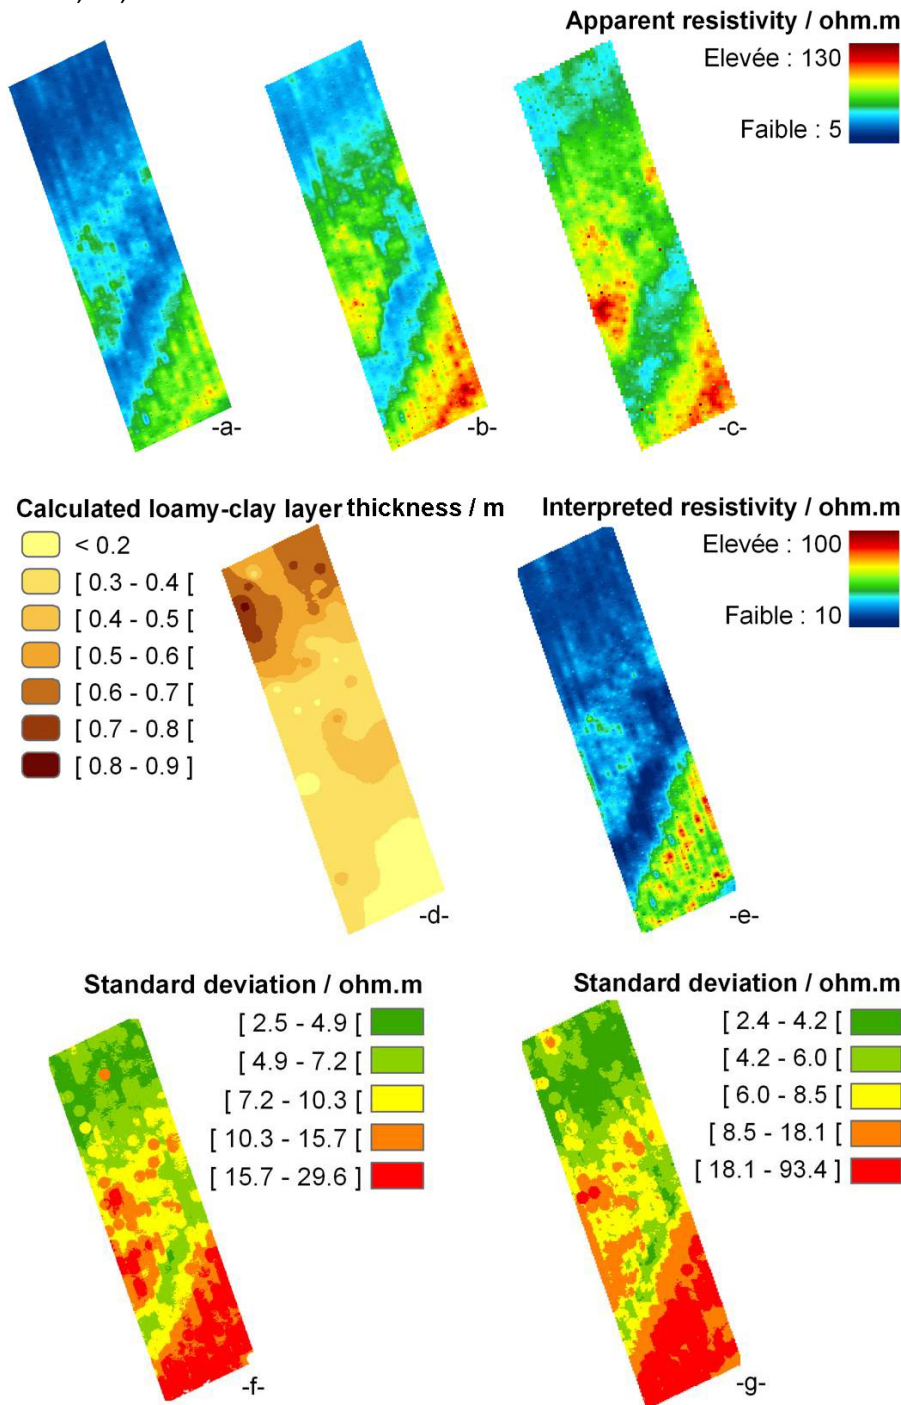 Apparent resistivity / ohm.m
Elevée : 130
Faible : 5
-a-
-b-
-c-
Calculated loamy-clay layer thickness / m
< 0.2
[ 0.3 - 0.4 [
[ 0.4 - 0.5 [
[ 0.5 - 0.6 [
[ 0.6 - 0.7 [
[ 0.7 - 0.8 [
[ 0.8 - 0.9 ]
-d-
Interpreted resistivity / ohm.m
Elevée : 100
Faible : 10
-e-
Standard deviation / ohm.m
[ 2.5 - 4.9 [
[ 4.9 - 7.2 [
[ 7.2 - 10.3 [
[ 10.3 - 15.7 [
[ 15.7 - 29.6 ]
-f-
Standard deviation / ohm.m
[ 2.4 - 4.2 [
[ 4.2 - 6.0 [
[ 6.0 - 8.5 [
[ 8.5 - 18.1 [
[ 18.1 - 93.4 ]
-g-